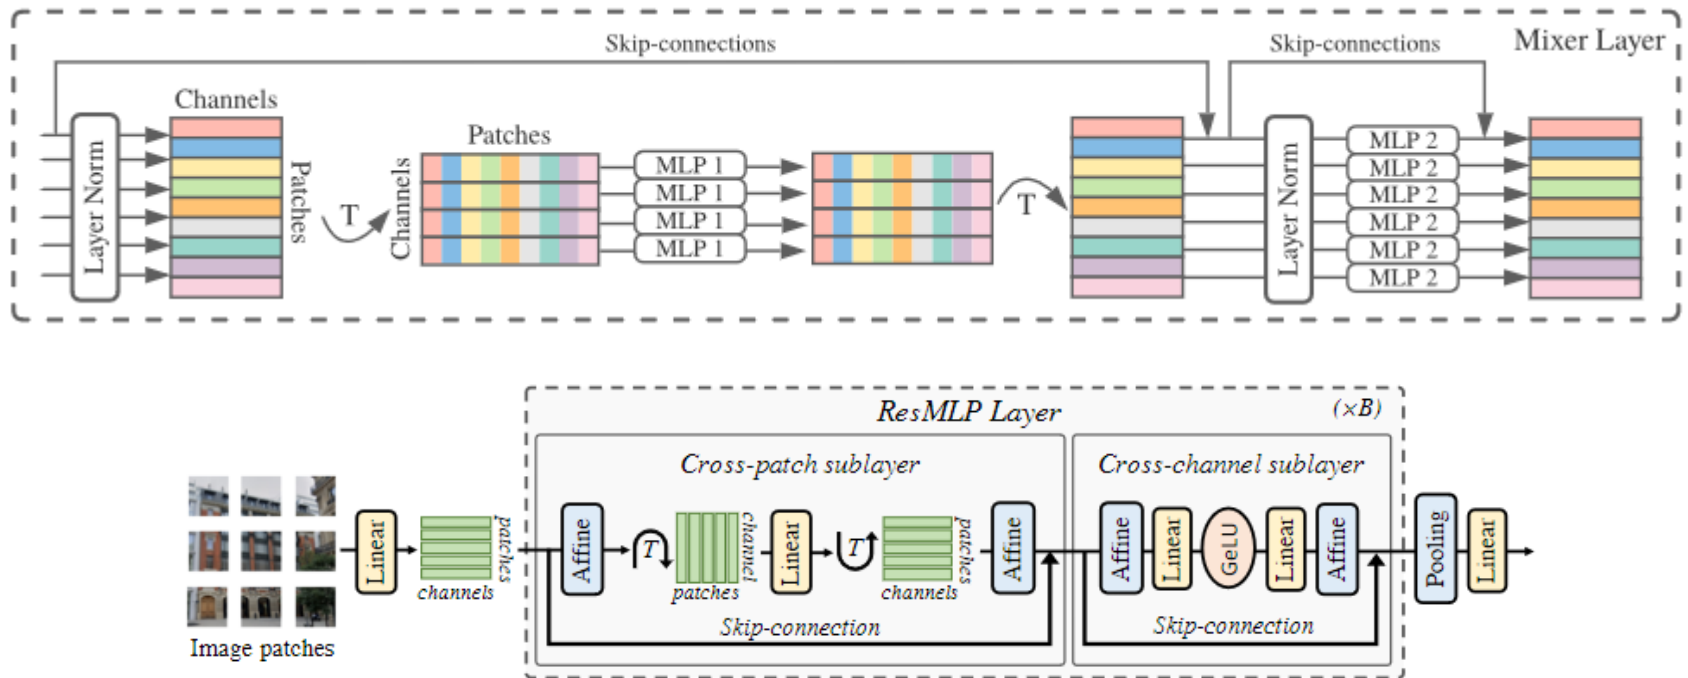 Skip-connections
Skip-connections
Mixer Layer
Channels
Patches
Layer Norm
Patches
T
Channels
MLP 1
MLP 1
MLP 1
MLP 1
T
Layer Norm
MLP 2
MLP 2
MLP 2
MLP 2
MLP 2
MLP 2
ResMLP Layer
(×B)
Cross-patch sublayer
Cross-channel sublayer
Linear
patches
channels
Affine
T
channel
patches
Linear
T
patches
channels
Affine
Skip-connection
Affine
Linear
GeLU
Linear
Affine
Skip-connection
Pooling
Linear
Image patches